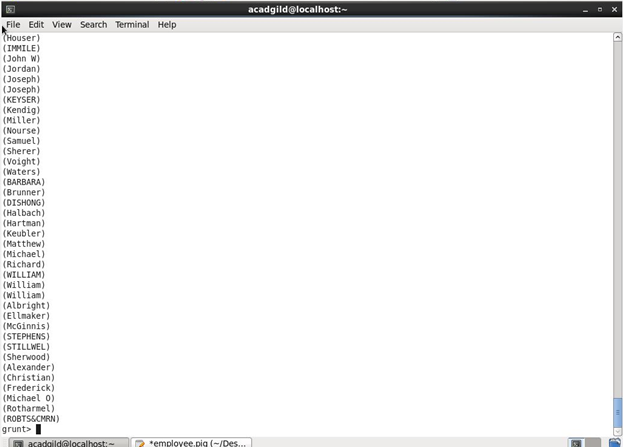 acadgild@localhost:~
File Edit View Search Terminal Help
(Houser)
(IMMILE)
(John W)
(Jordan)
(Joseph)
(Joseph)
(KEYSER)
(Kendig)
(Miller)
(Nourse)
(Samuel)
(Sherer)
(Voight)
(Waters)
(BARBARA)
(Brunner)
(DISHONG)
(Halbach)
(Hartman)
(Keubler)
(Matthew)
(Michael)
(Richard)
(WILLIAM)
(William)
(William)
(Albright)
(Ellmaker)
(McGinnis)
(STEPHENS)
(STILLWEL)
(Sherwood)
(Alexander)
(Christian)
(Frederick)
(Michael O)
(Rotharmel)
(ROBTS&CMRN)
grunt>
acadgild@localhost:~ *employee.pig (~/Des...